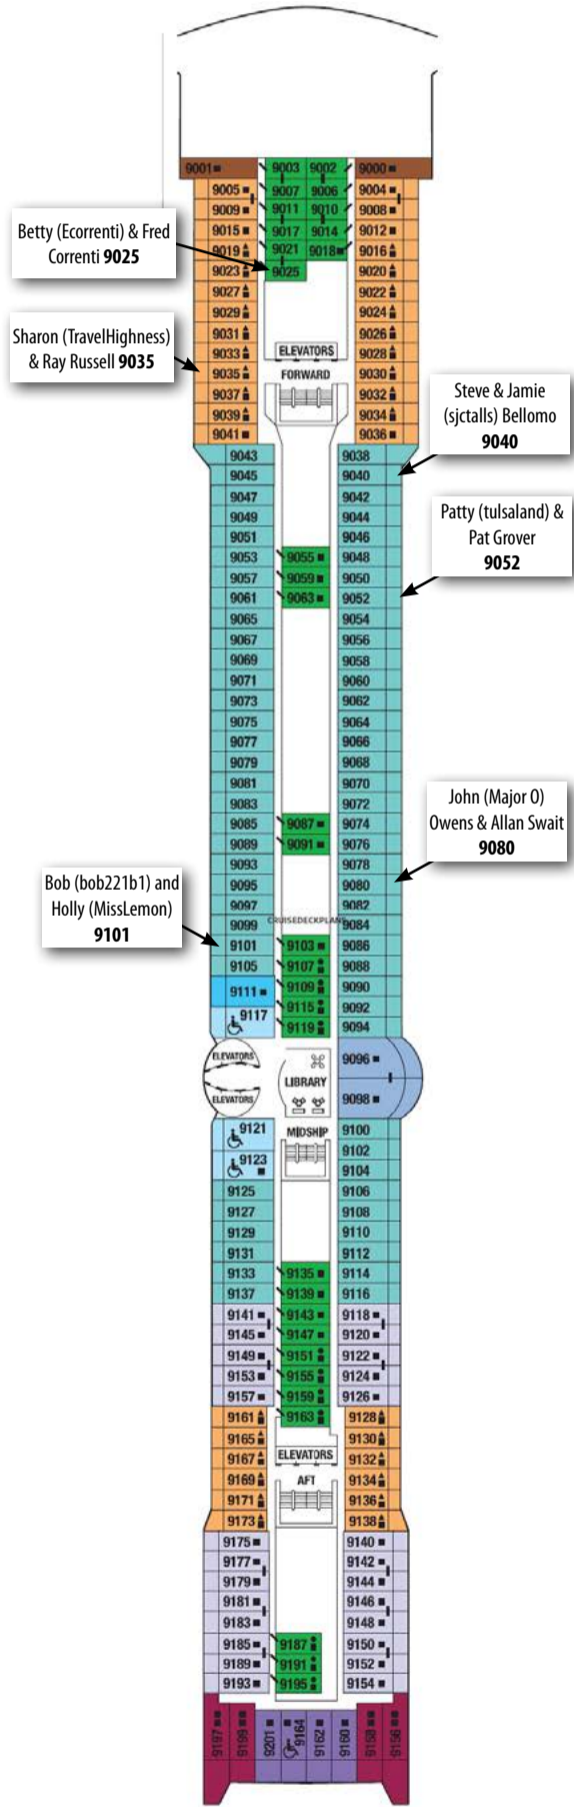 9001 9003 9002 9000
9005 9007 9006 9004
9009 9011 9010 9008
9015 9017 9014 9012
9019 9021 9018 9016
Betty (Ecorrenti) & Fred
Correnti 9025
9023 9025 9020
9027 9022
9029 9024
9031 9026
Sharon (TravelHighness)
& Ray Russell 9035
9033 ELEVATORS 9028
9035 FORWARD 9030
9037 9032
9039 9034
9041 9036
Steve & Jamie
(sjctalls) Bellomo
9040
9043 9038
9045 9040
9047 9042
9049 9044
9051 9046
Patty (tulsaland) &
Pat Grover
9052
9053 9055 9048
9057 9059 9050
9061 9063 9052
9065 9054
9067 9056
9069 9058
9071 9060
9073 9062
9075 9064
9077 9066
9079 9068
9081 9070
9083 9072
John (Major O)
Owens & Allan Swait
9080
9085 9087 9074
9089 9091 9076
9093 9078
9095 9080
9097 9082
Bob (bob221b1) and
Holly (MissLemon)
9101
9099 CRUISEDECKPLANS 9084
9101 9103 9086
9105 9107 9088
9111 9109 9090
9117 9115 9092
9119 9094
ELEVATORS 9096
LIBRARY
ELEVATORS 9098
9121 MIDSHIP 9100
9102
9123 9104
9125 9106
9127 9108
9129 9110
9131 9112
9133 9135 9114
9137 9139 9116
9141 9143 9118
9145 9147 9120
9149 9151 9122
9153 9155 9124
9157 9159 9126
9161 9163 9128
9165 9130
9167 ELEVATORS 9132
9169 AFT 9134
9171 9136
9173 9138
9175 9140
9177 9142
9179 9144
9181 9146
9183 9148
9185 9187 9150
9189 9191 9152
9193 9195 9154
9197 9199 9201 9164 9162 9160 9158 9156